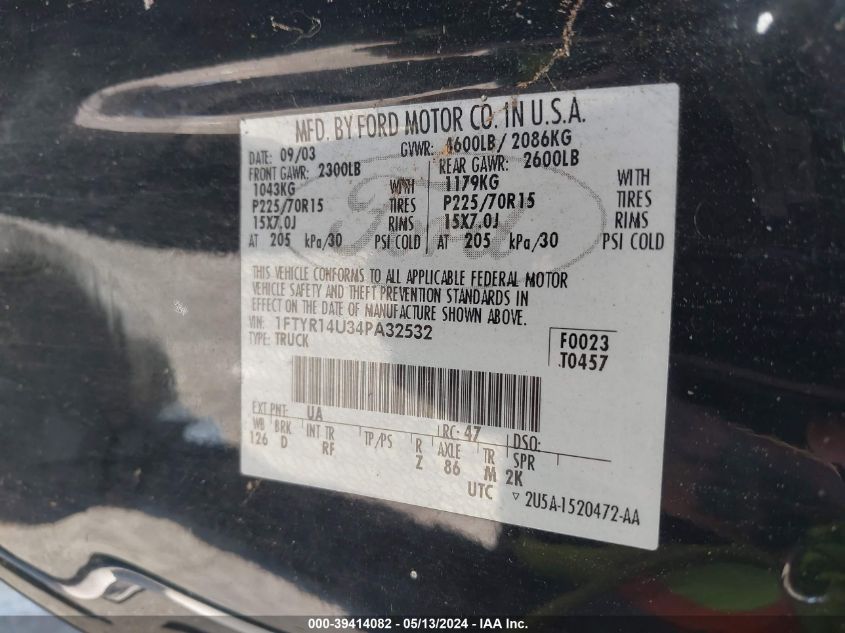 MFD. BY FORD MOTOR CO. IN U.S.A.
DATE: 09/03 GVWR: 4600LB/ 2086KG
FRONT GAWR: 2300LB REAR GAWR: 2600LB
1043KG WITH 1179KG WITH
P225/70R15 TIRES P225/70R15 TIRES
15X7.0J RIMS 15X7.0J RIMS
AT 205 kPa/30 PSI COLD AT 205 kPa/30 PSI COLD
Ford
THIS VEHICLE CONFORMS TO ALL APPLICABLE FEDERAL MOTOR
VEHICLE SAFETY AND THEFT PREVENTION STANDARDS IN
EFFECT ON THE DATE OF MANUFACTURE SHOWN ABOVE.
VIN: 1FTYR14U34PA32532
TYPE: TRUCK
F0023
T0457
EXT PNT: UA RC: 47 DSO:
WB BRK INT TR TP/PS R AXLE TR SPR
126 D RF Z 86 M 2K
UTC ▽ 2U5A-1520472-AA
000-39414082 / 05/13/2024 - IAA Inc.